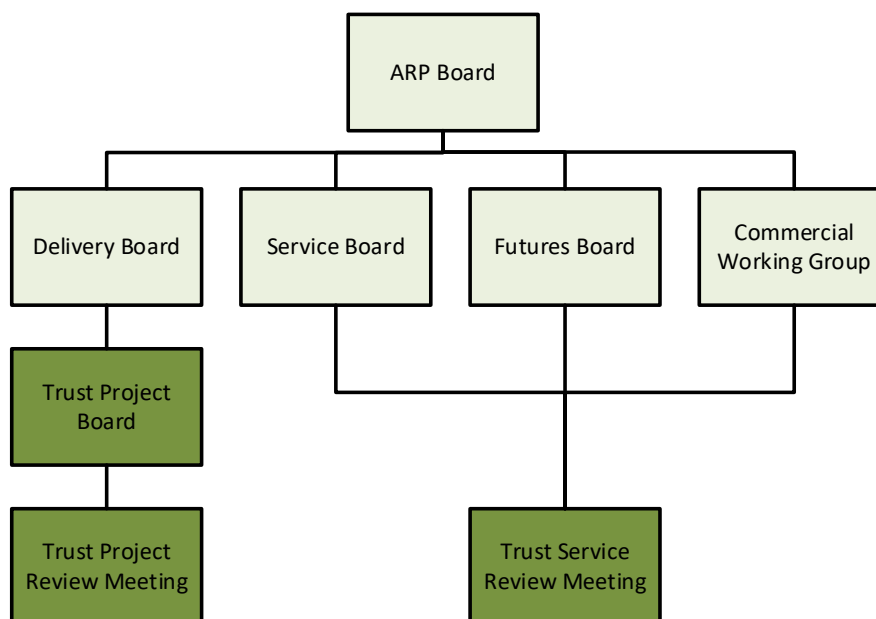 ARP Board
Delivery Board
Service Board
Futures Board
Commercial
Working Group
Trust Project
Board
Trust Project
Review Meeting
Trust Service
Review Meeting